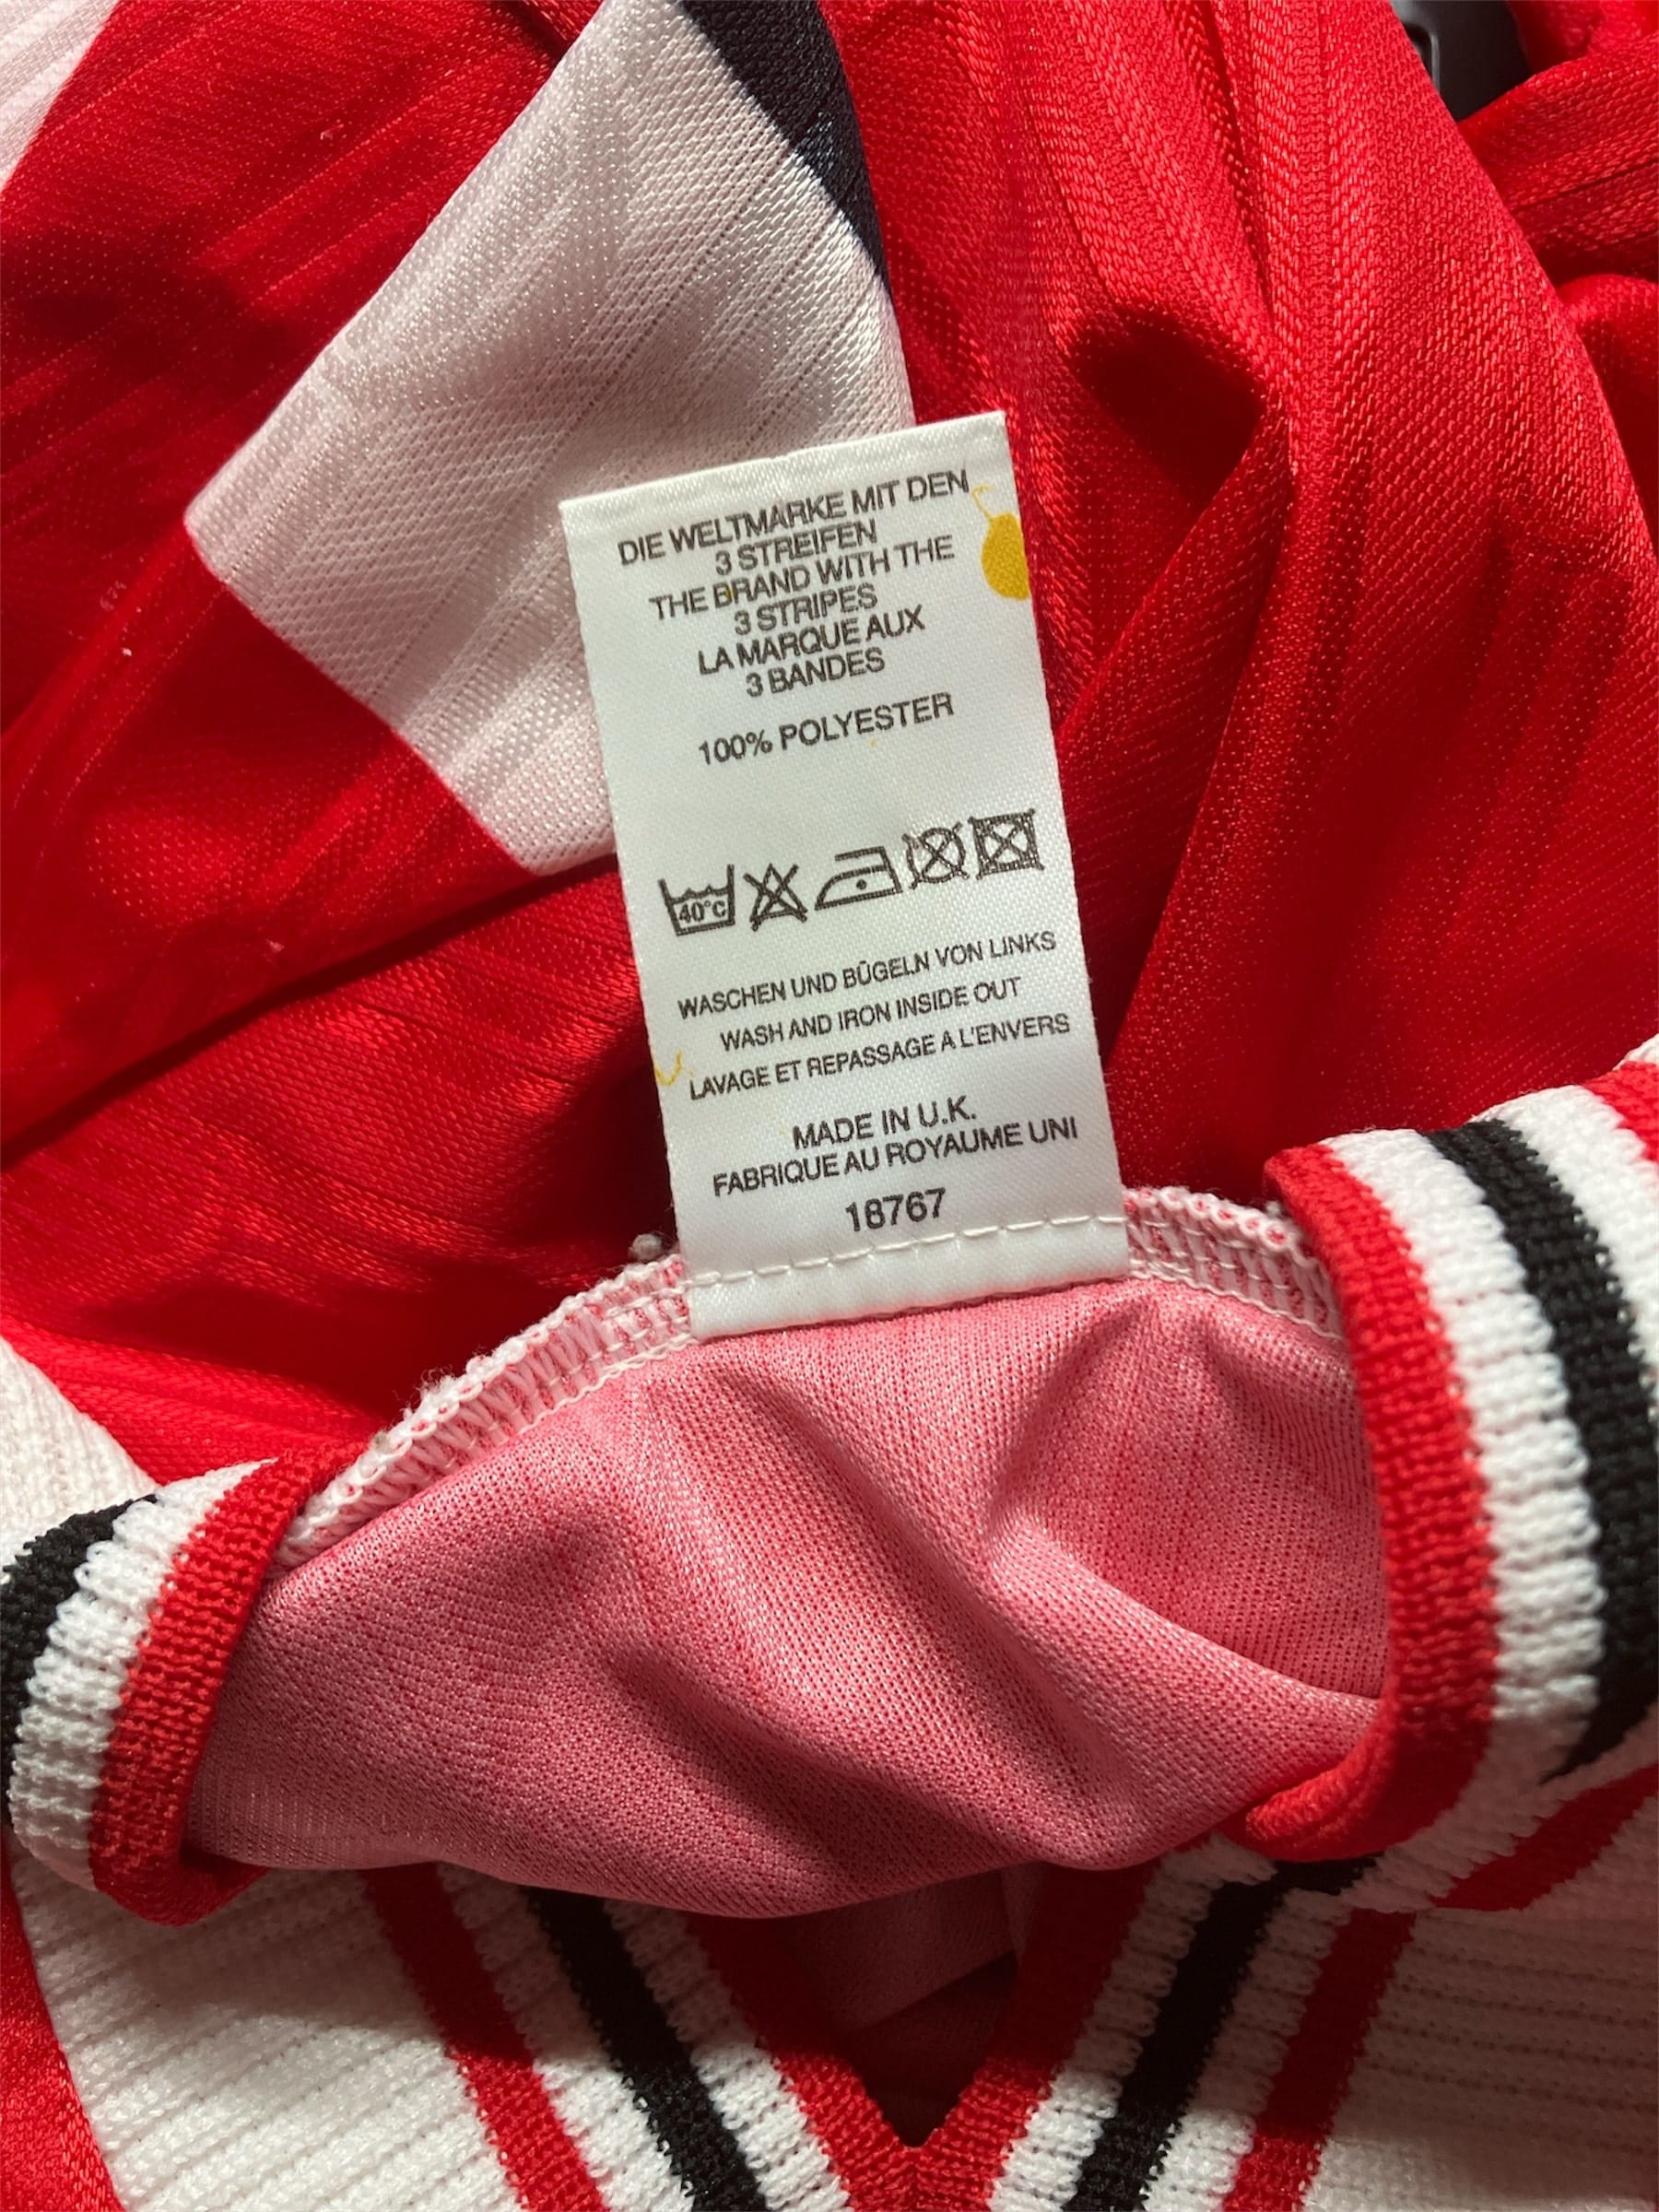 DIE WELTMARKE MIT DEN
3 STREIFEN
THE BRAND WITH THE
3 STRIPES
LA MARQUE AUX
3 BANDES
100% POLYESTER
40°C
WASCHEN UND BÜGELN VON LINKS
WASH AND IRON INSIDE OUT
LAVAGE ET REPASSAGE A L'ENVERS
MADE IN U.K.
FABRIQUE AU ROYAUME UNI
18767